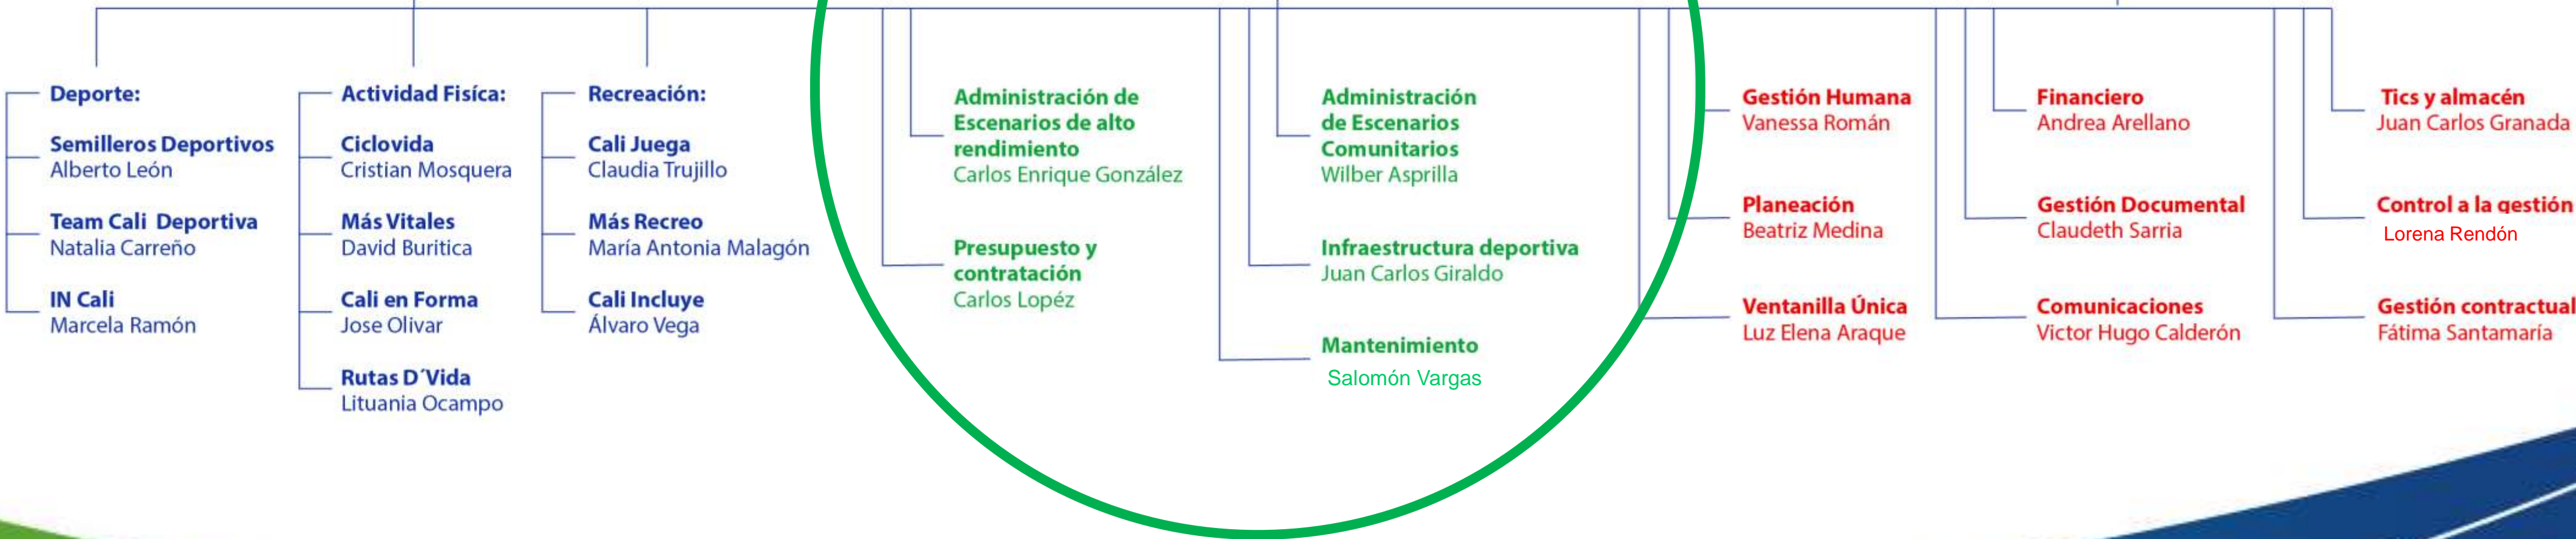 Deporte:
Semilleros Deportivos
Alberto León
Team Cali Deportiva
Natalia Carreño
IN Cali
Marcela Ramón
Actividad Fisíca:
Ciclovida
Cristian Mosquera
Más Vitales
David Buritica
Cali en Forma
Jose Olivar
Rutas D´Vida
Lituania Ocampo
Recreación:
Cali Juega
Claudia Trujillo
Más Recreo
María Antonia Malagón
Cali Incluye
Álvaro Vega
Administración de
Escenarios de alto
rendimiento
Carlos Enrique González
Presupuesto y
contratación
Carlos Lopéz
Administración
de Escenarios
Comunitarios
Wilber Asprilla
Infraestructura deportiva
Juan Carlos Giraldo
Mantenimiento
Salomón Vargas
Gestión Humana
Vanessa Román
Planeación
Beatriz Medina
Ventanilla Única
Luz Elena Araque
Financiero
Andrea Arellano
Gestión Documental
Claudeth Sarria
Comunicaciones
Victor Hugo Calderón
Tics y almacén
Juan Carlos Granada
Control a la gestión
Lorena Rendón
Gestión contractual
Fátima Santamaría